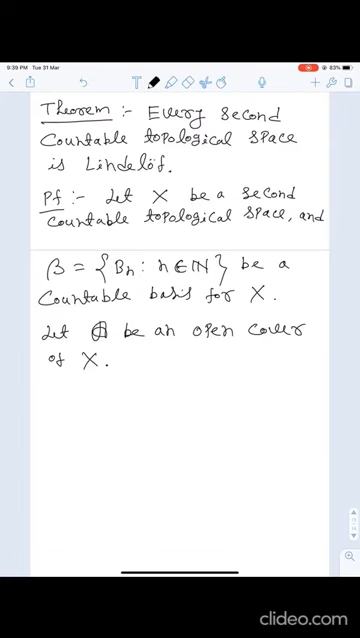 9:39 PM Tue 31 Mar 83%
Theorem :- Every second
Countable topological space
is Lindelöf.
Pf :- Let X be a second
countable topological space, and
β = {Bn : n ∈ IN} be a
Countable basis for X.
Let be an open cover
of X.
clideo.com